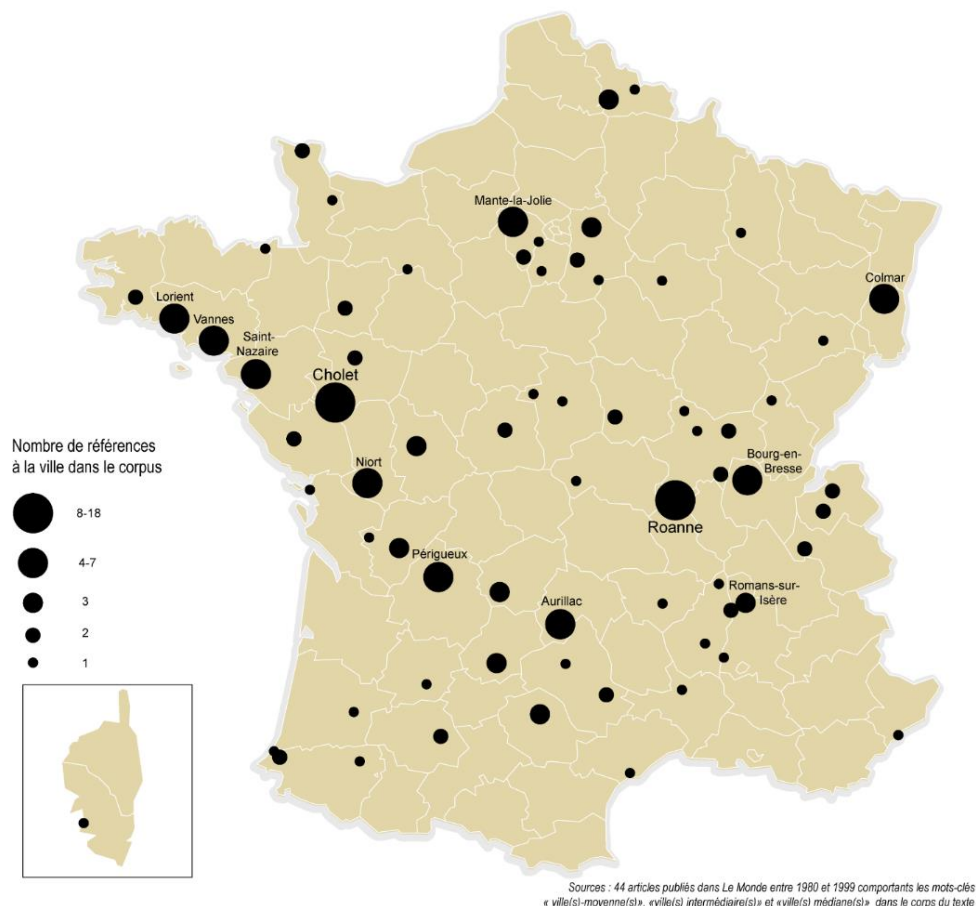 Mante-la-Jolie
Colmar
Lorient
Vannes
Saint-
Nazaire
Cholet
Niort
Bourg-en-
Bresse
Roanne
Périgueux
Aurillac
Romans-sur-
Isère
Nombre de références
à la ville dans le corpus
8-18
4-7
3
2
1
Sources : 44 articles publiés dans Le Monde entre 1980 et 1999 comportants les mots-clés
« ville(s)-moyenne(s)», «ville(s) intermédiaire(s)» et «ville(s) médiane(s)» dans le corps du texte